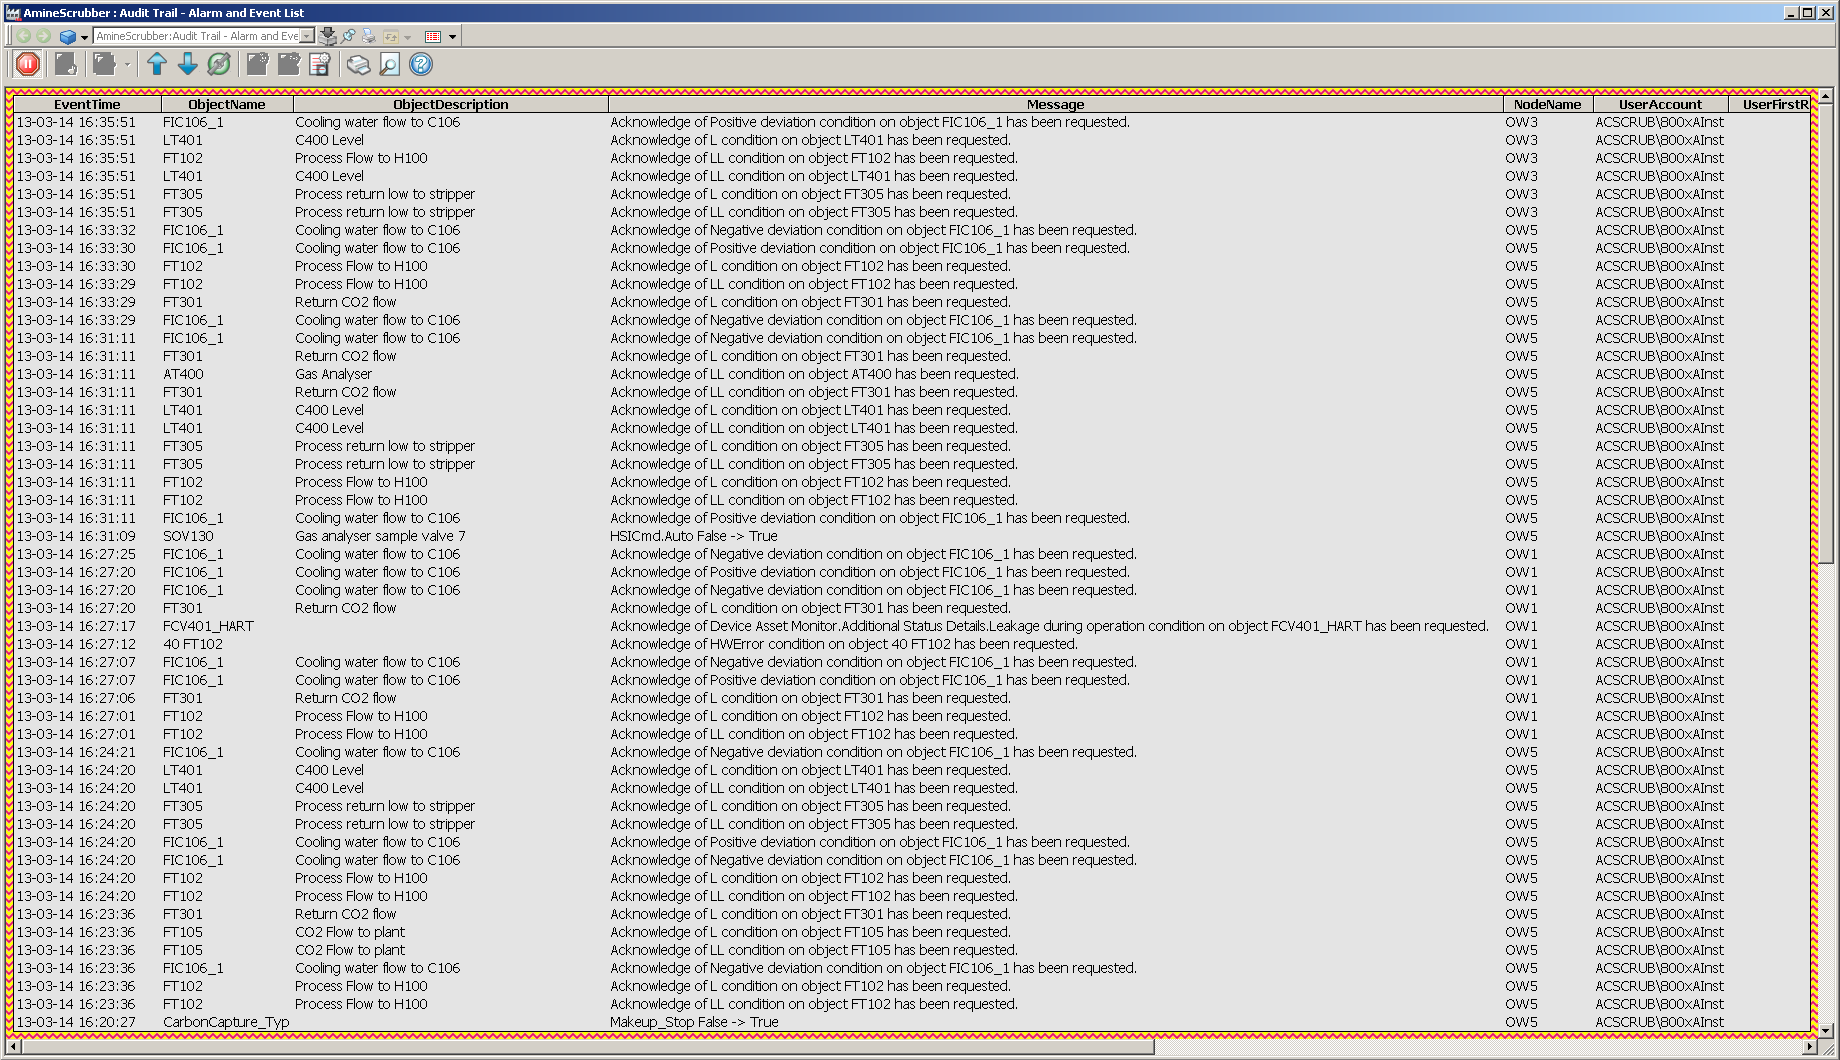 AmineScrubber : Audit Trail - Alarm and Event List
AmineScrubber:Audit Trail - Alarm and Eve
EventTime ObjectName ObjectDescription Message NodeName UserAccount UserFirstR
13-03-14 16:35:51 FIC106_1 Cooling water flow to C106 Acknowledge of Positive deviation condition on object FIC106_1 has been requested. OW3 ACSCRUB\800xAInst
13-03-14 16:35:51 LT401 C400 Level Acknowledge of L condition on object LT401 has been requested. OW3 ACSCRUB\800xAInst
13-03-14 16:35:51 FT102 Process Flow to H100 Acknowledge of LL condition on object FT102 has been requested. OW3 ACSCRUB\800xAInst
13-03-14 16:35:51 LT401 C400 Level Acknowledge of LL condition on object LT401 has been requested. OW3 ACSCRUB\800xAInst
13-03-14 16:35:51 FT305 Process return low to stripper Acknowledge of L condition on object FT305 has been requested. OW3 ACSCRUB\800xAInst
13-03-14 16:35:51 FT305 Process return low to stripper Acknowledge of LL condition on object FT305 has been requested. OW3 ACSCRUB\800xAInst
13-03-14 16:33:32 FIC106_1 Cooling water flow to C106 Acknowledge of Negative deviation condition on object FIC106_1 has been requested. OW5 ACSCRUB\800xAInst
13-03-14 16:33:30 FIC106_1 Cooling water flow to C106 Acknowledge of Positive deviation condition on object FIC106_1 has been requested. OW5 ACSCRUB\800xAInst
13-03-14 16:33:30 FT102 Process Flow to H100 Acknowledge of L condition on object FT102 has been requested. OW5 ACSCRUB\800xAInst
13-03-14 16:33:29 FT102 Process Flow to H100 Acknowledge of LL condition on object FT102 has been requested. OW5 ACSCRUB\800xAInst
13-03-14 16:33:29 FT301 Return CO2 flow Acknowledge of L condition on object FT301 has been requested. OW5 ACSCRUB\800xAInst
13-03-14 16:33:29 FIC106_1 Cooling water flow to C106 Acknowledge of Negative deviation condition on object FIC106_1 has been requested. OW5 ACSCRUB\800xAInst
13-03-14 16:31:11 FIC106_1 Cooling water flow to C106 Acknowledge of Negative deviation condition on object FIC106_1 has been requested. OW5 ACSCRUB\800xAInst
13-03-14 16:31:11 FT301 Return CO2 flow Acknowledge of L condition on object FT301 has been requested. OW5 ACSCRUB\800xAInst
13-03-14 16:31:11 AT400 Gas Analyser Acknowledge of LL condition on object AT400 has been requested. OW5 ACSCRUB\800xAInst
13-03-14 16:31:11 FT301 Return CO2 flow Acknowledge of LL condition on object FT301 has been requested. OW5 ACSCRUB\800xAInst
13-03-14 16:31:11 LT401 C400 Level Acknowledge of L condition on object LT401 has been requested. OW5 ACSCRUB\800xAInst
13-03-14 16:31:11 LT401 C400 Level Acknowledge of LL condition on object LT401 has been requested. OW5 ACSCRUB\800xAInst
13-03-14 16:31:11 FT305 Process return low to stripper Acknowledge of L condition on object FT305 has been requested. OW5 ACSCRUB\800xAInst
13-03-14 16:31:11 FT305 Process return low to stripper Acknowledge of LL condition on object FT305 has been requested. OW5 ACSCRUB\800xAInst
13-03-14 16:31:11 FT102 Process Flow to H100 Acknowledge of L condition on object FT102 has been requested. OW5 ACSCRUB\800xAInst
13-03-14 16:31:11 FT102 Process Flow to H100 Acknowledge of LL condition on object FT102 has been requested. OW5 ACSCRUB\800xAInst
13-03-14 16:31:11 FIC106_1 Cooling water flow to C106 Acknowledge of Positive deviation condition on object FIC106_1 has been requested. OW5 ACSCRUB\800xAInst
13-03-14 16:31:09 SOV130 Gas analyser sample valve 7 HSICmd.Auto False -> True OW5 ACSCRUB\800xAInst
13-03-14 16:27:25 FIC106_1 Cooling water flow to C106 Acknowledge of Negative deviation condition on object FIC106_1 has been requested. OW1 ACSCRUB\800xAInst
13-03-14 16:27:20 FIC106_1 Cooling water flow to C106 Acknowledge of Positive deviation condition on object FIC106_1 has been requested. OW1 ACSCRUB\800xAInst
13-03-14 16:27:20 FIC106_1 Cooling water flow to C106 Acknowledge of Negative deviation condition on object FIC106_1 has been requested. OW1 ACSCRUB\800xAInst
13-03-14 16:27:20 FT301 Return CO2 flow Acknowledge of L condition on object FT301 has been requested. OW1 ACSCRUB\800xAInst
13-03-14 16:27:17 FCV401_HART Acknowledge of Device Asset Monitor.Additional Status Details.Leakage during operation condition on object FCV401_HART has been requested. OW1 ACSCRUB\800xAInst
13-03-14 16:27:12 40 FT102 Acknowledge of HWError condition on object 40 FT102 has been requested. OW1 ACSCRUB\800xAInst
13-03-14 16:27:07 FIC106_1 Cooling water flow to C106 Acknowledge of Negative deviation condition on object FIC106_1 has been requested. OW1 ACSCRUB\800xAInst
13-03-14 16:27:07 FIC106_1 Cooling water flow to C106 Acknowledge of Positive deviation condition on object FIC106_1 has been requested. OW1 ACSCRUB\800xAInst
13-03-14 16:27:06 FT301 Return CO2 flow Acknowledge of L condition on object FT301 has been requested. OW1 ACSCRUB\800xAInst
13-03-14 16:27:01 FT102 Process Flow to H100 Acknowledge of L condition on object FT102 has been requested. OW1 ACSCRUB\800xAInst
13-03-14 16:27:01 FT102 Process Flow to H100 Acknowledge of LL condition on object FT102 has been requested. OW1 ACSCRUB\800xAInst
13-03-14 16:24:21 FIC106_1 Cooling water flow to C106 Acknowledge of Negative deviation condition on object FIC106_1 has been requested. OW5 ACSCRUB\800xAInst
13-03-14 16:24:20 LT401 C400 Level Acknowledge of L condition on object LT401 has been requested. OW5 ACSCRUB\800xAInst
13-03-14 16:24:20 LT401 C400 Level Acknowledge of LL condition on object LT401 has been requested. OW5 ACSCRUB\800xAInst
13-03-14 16:24:20 FT305 Process return low to stripper Acknowledge of L condition on object FT305 has been requested. OW5 ACSCRUB\800xAInst
13-03-14 16:24:20 FT305 Process return low to stripper Acknowledge of LL condition on object FT305 has been requested. OW5 ACSCRUB\800xAInst
13-03-14 16:24:20 FIC106_1 Cooling water flow to C106 Acknowledge of Positive deviation condition on object FIC106_1 has been requested. OW5 ACSCRUB\800xAInst
13-03-14 16:24:20 FIC106_1 Cooling water flow to C106 Acknowledge of Negative deviation condition on object FIC106_1 has been requested. OW5 ACSCRUB\800xAInst
13-03-14 16:24:20 FT102 Process Flow to H100 Acknowledge of L condition on object FT102 has been requested. OW5 ACSCRUB\800xAInst
13-03-14 16:24:20 FT102 Process Flow to H100 Acknowledge of LL condition on object FT102 has been requested. OW5 ACSCRUB\800xAInst
13-03-14 16:23:36 FT301 Return CO2 flow Acknowledge of L condition on object FT301 has been requested. OW5 ACSCRUB\800xAInst
13-03-14 16:23:36 FT105 CO2 Flow to plant Acknowledge of L condition on object FT105 has been requested. OW5 ACSCRUB\800xAInst
13-03-14 16:23:36 FT105 CO2 Flow to plant Acknowledge of LL condition on object FT105 has been requested. OW5 ACSCRUB\800xAInst
13-03-14 16:23:36 FIC106_1 Cooling water flow to C106 Acknowledge of Negative deviation condition on object FIC106_1 has been requested. OW5 ACSCRUB\800xAInst
13-03-14 16:23:36 FT102 Process Flow to H100 Acknowledge of L condition on object FT102 has been requested. OW5 ACSCRUB\800xAInst
13-03-14 16:23:36 FT102 Process Flow to H100 Acknowledge of LL condition on object FT102 has been requested. OW5 ACSCRUB\800xAInst
13-03-14 16:20:27 CarbonCapture_Typ Makeup_Stop False -> True OW5 ACSCRUB\800xAInst